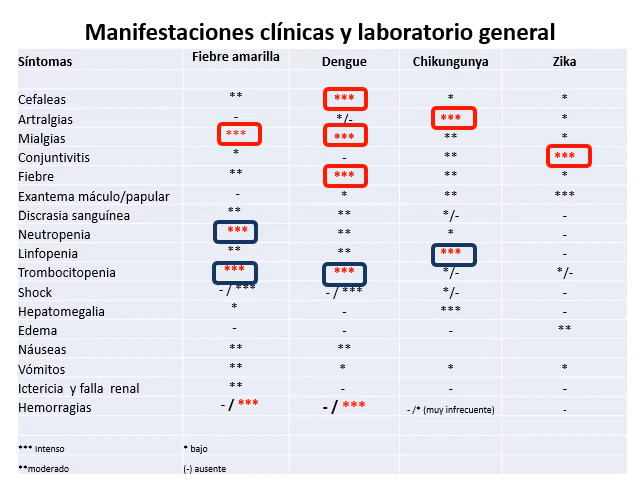 Manifestaciones clínicas y laboratorio general
Síntomas Fiebre amarilla Dengue Chikungunya Zika
Cefaleas ** *** * *
Artralgias - */- *** *
Mialgias *** *** ** *
Conjuntivitis * - ** ***
Fiebre ** *** ** *
Exantema máculo/papular - * ** ***
Discrasia sanguínea ** ** */- -
Neutropenia *** ** * -
Linfopenia ** ** *** -
Trombocitopenia *** *** */- */-
Shock - / *** - / *** */- -
Hepatomegalia * - *** -
Edema - - - **
Náuseas ** **
Vómitos ** * * *
Ictericia y falla renal ** - - -
Hemorragias - / *** - / *** - /* (muy infrecuente) -
*** Intenso * bajo
**moderado (-) ausente